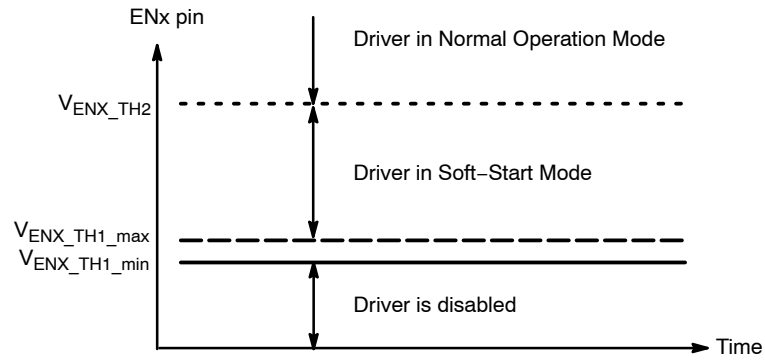 ENx pin
Driver in Normal Operation Mode
VENX_TH2
Driver in Soft−Start Mode
VENX_TH1_max
VENX_TH1_min
Driver is disabled
Time